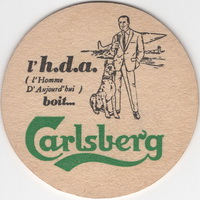 l'h.d.a.
( l'Homme
D'Aujourd'hui )
boit...
Carlsberg